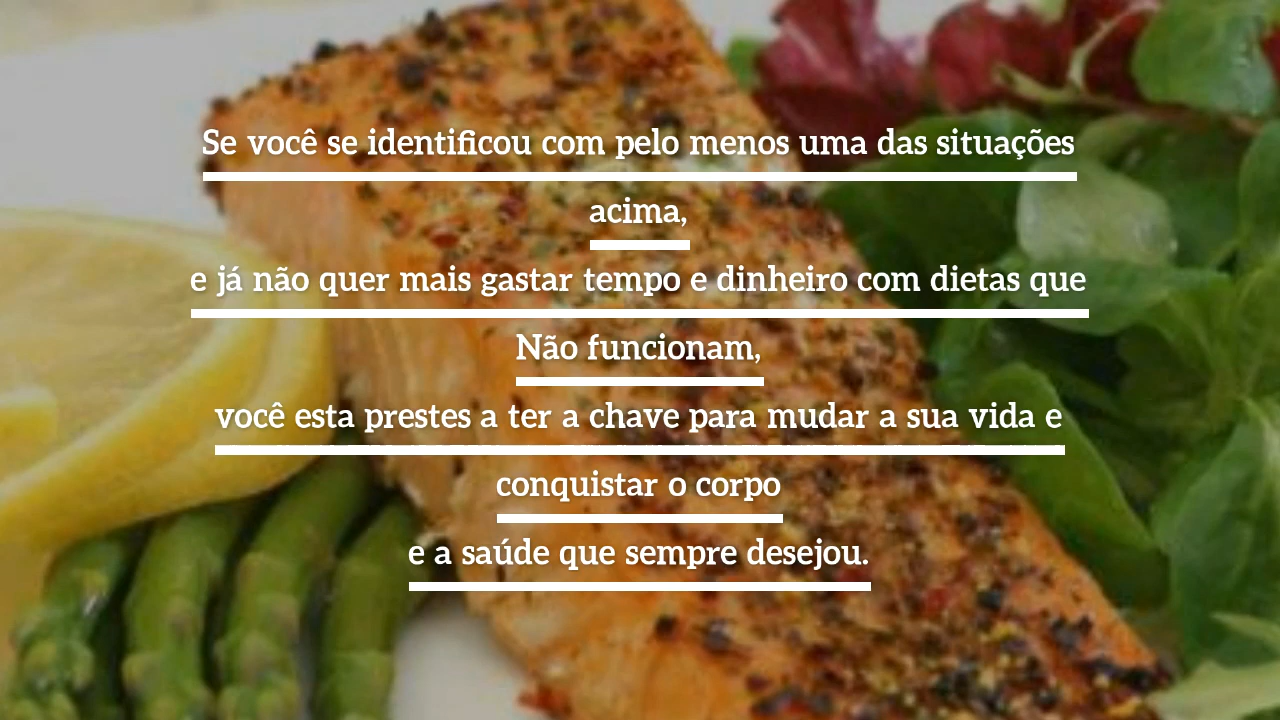 Se você se identificou com pelo menos uma das situações
acima,
e já não quer mais gastar tempo e dinheiro com dietas que
Não funcionam,
você esta prestes a ter a chave para mudar a sua vida e
conquistar o corpo
e a saúde que sempre desejou.